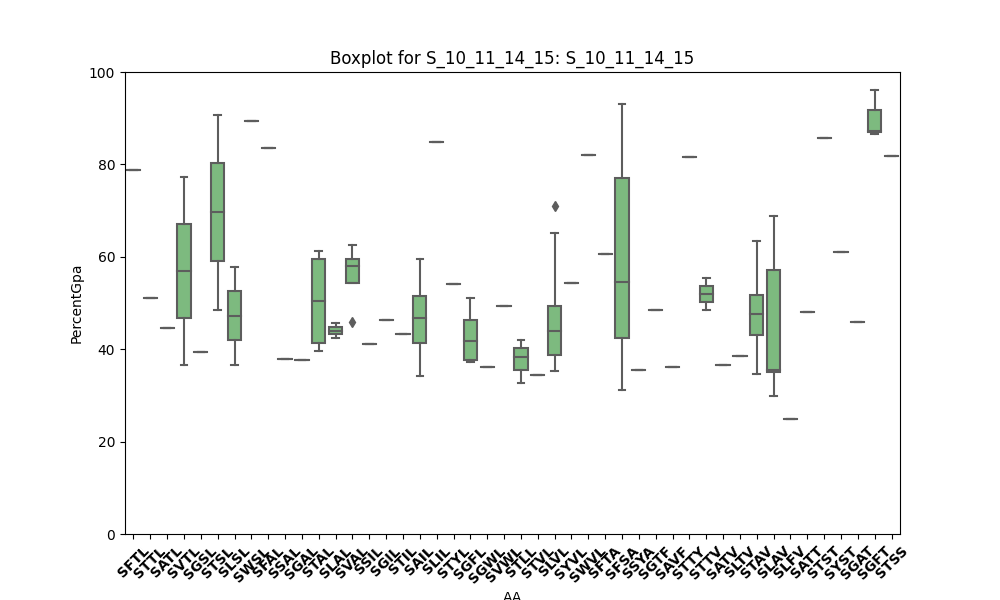 Boxplot for S_10_11_14_15: S_10_11_14_15
100
80
60
40
20
0
PercentGpa
SFTL STTL SATL SVTL SGSL STSL SLSL SWSL SFAL SSAL SGAL STAL SLAL SVAL SSIL SGIL STIL SAIL SLIL STYL SGFL SGWL SVWL STLL STVL SLVL SYVL SWVL SFTA SFSA SSYA SGTF SAVF STTY STTV SATV SLTV STAV SLAV SLFV SATT STST SYST SGAT SGFT STSS
AA